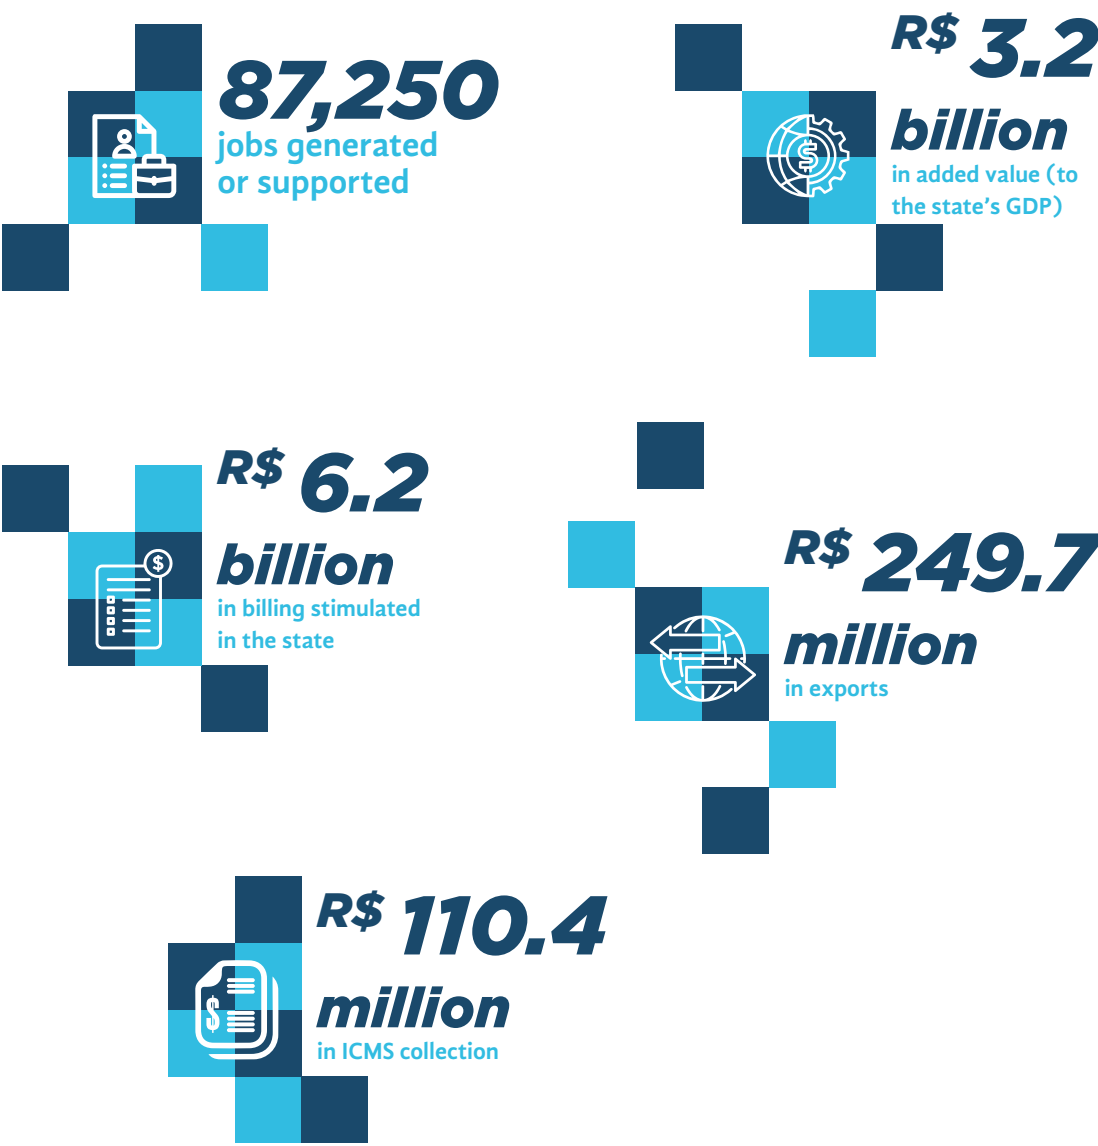 87,250
jobs generated
or supported
R$ 3.2
billion
in added value (to
the state’s GDP)
R$ 6.2
billion
in billing stimulated
in the state
R$ 249.7
million
in exports
R$ 110.4
million
in ICMS collection